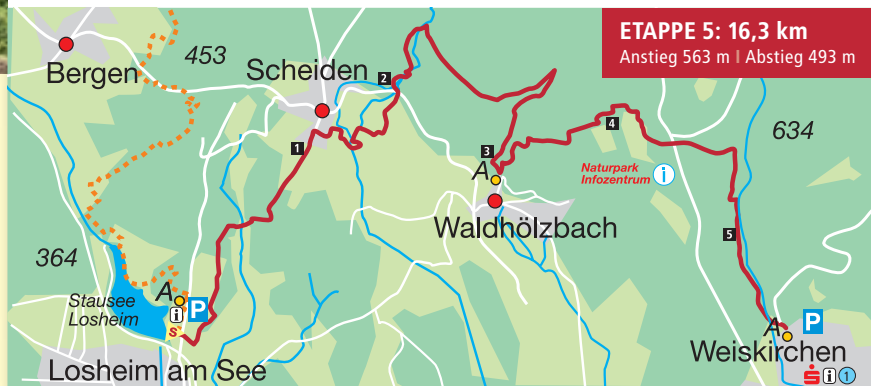 ETAPPE 5: 16,3 km
Anstieg 563 m | Abstieg 493 m
453
Bergen
Scheiden
2
1
3
4
634
A
Naturpark
Infozentrum
i
Waldhölzbach
364
5
Stausee
Losheim
A
P
i
S
A
P
Weiskirchen
Losheim am See
S
i
1